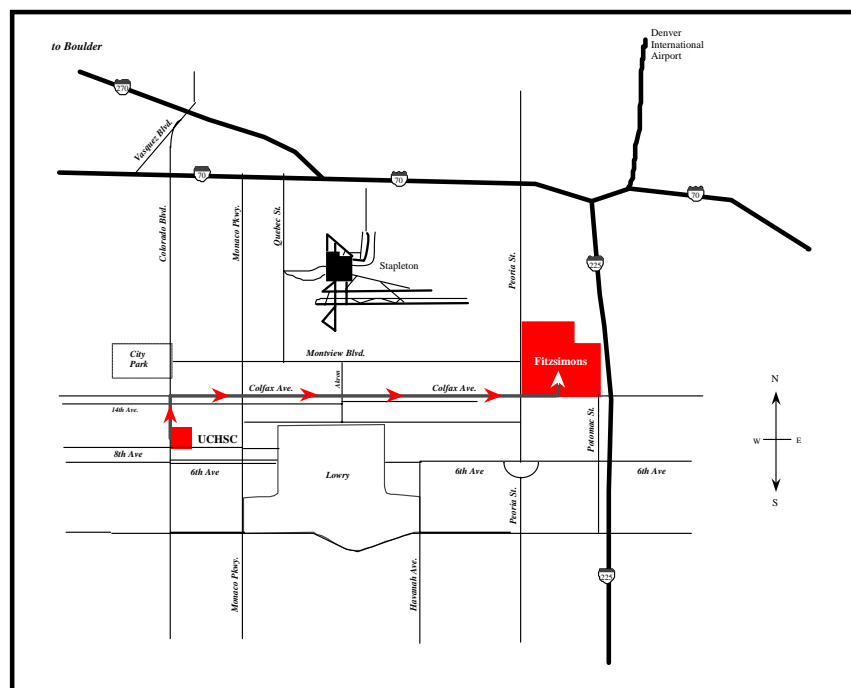 to Boulder
Denver
International
Airport
270
Vasquez Blvd.
70
70
70
Colorado Blvd.
Monaco Pkwy.
Quebec St.
Peoria St.
225
Stapleton
City
Park
Montview Blvd.
Fitzsimons
Akron
Colfax Ave.
Colfax Ave.
14th Ave.
UCHSC
8th Ave
6th Ave
Lowry
6th Ave
6th Ave
Potomac St.
Peoria St.
N
W
E
S
Monaco Pkwy.
Havanah Ave.
225